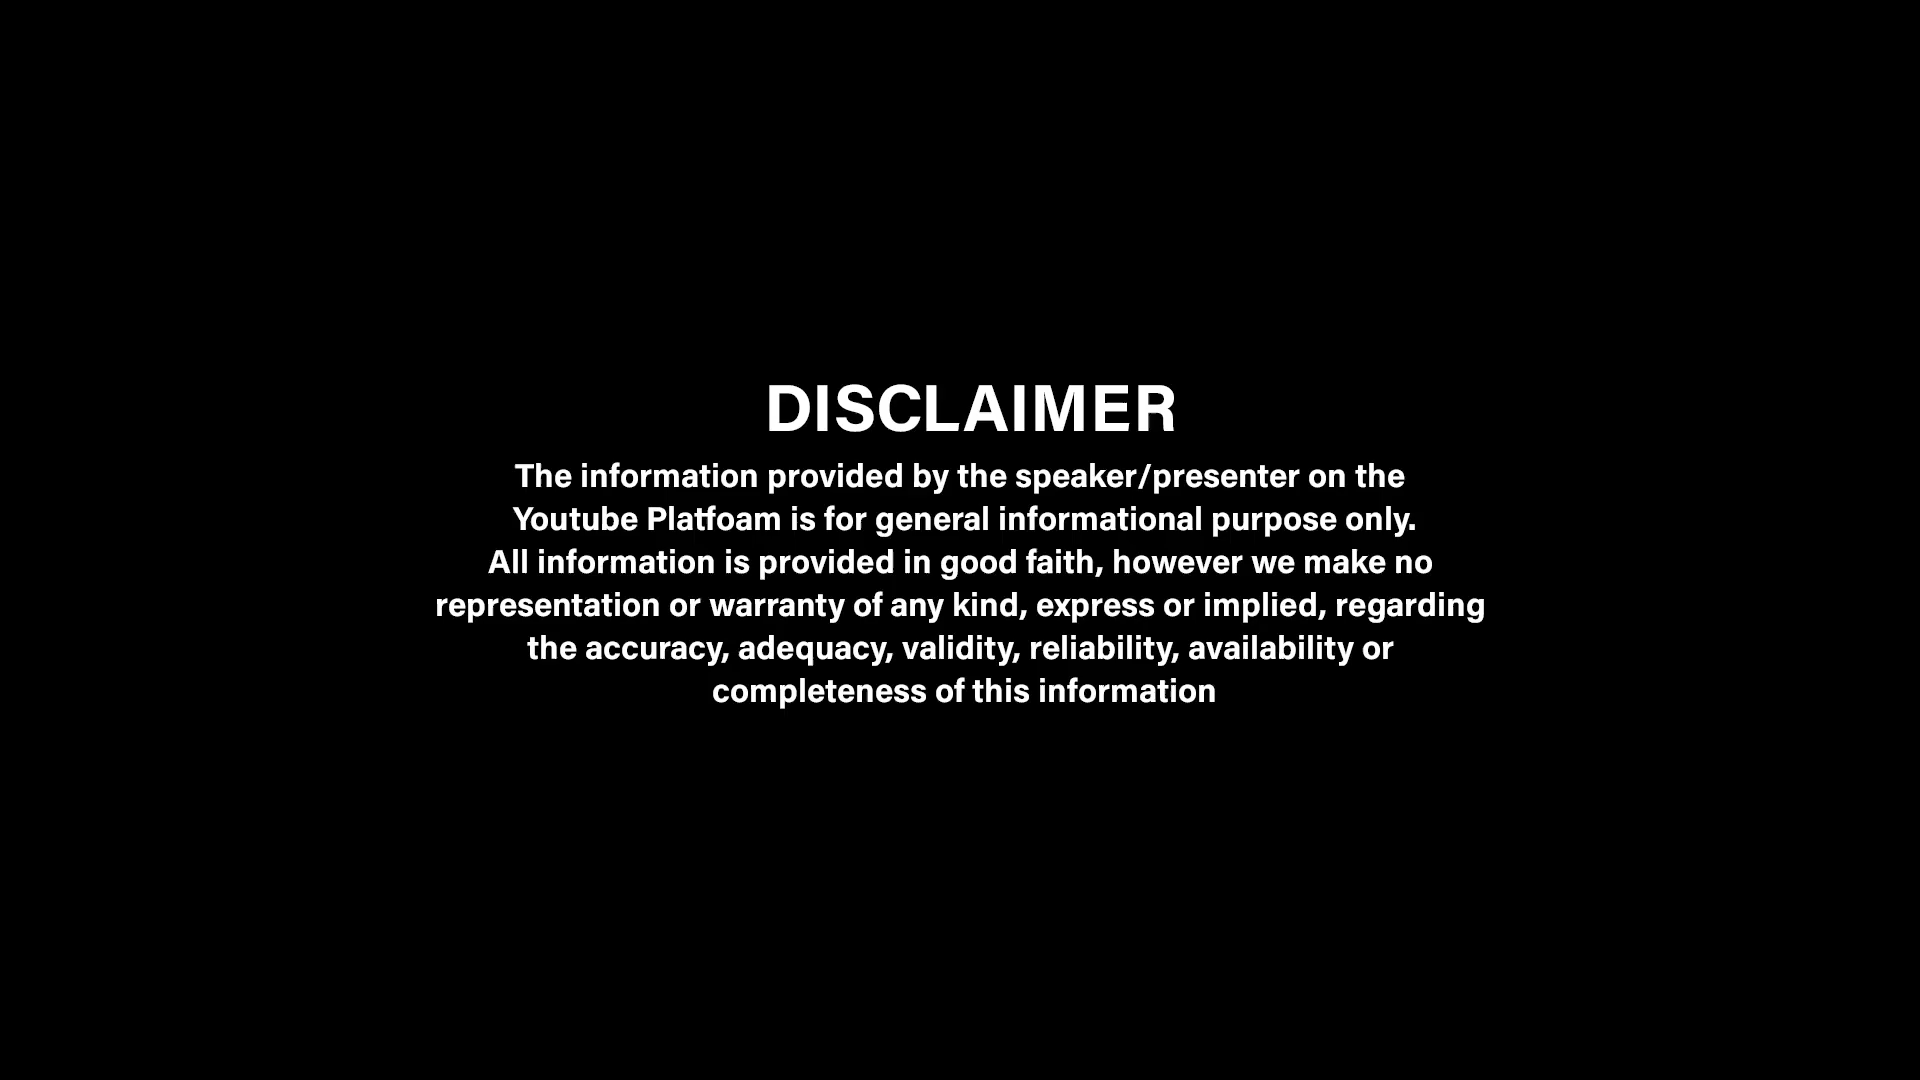 DISCLAIMER
The information provided by the speaker/presenter on the
Youtube Platfoam is for general informational purpose only.
All information is provided in good faith, however we make no
representation or warranty of any kind, express or implied, regarding
the accuracy, adequacy, validity, reliability, availability or
completeness of this information